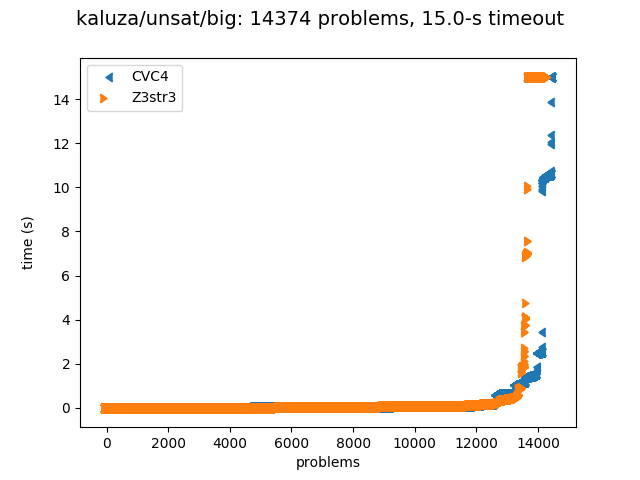 kaluza/unsat/big: 14374 problems, 15.0-s timeout
CVC4
Z3str3
14
12
10
8
6
4
2
0
time (s)
0 2000 4000 6000 8000 10000 12000 14000
problems